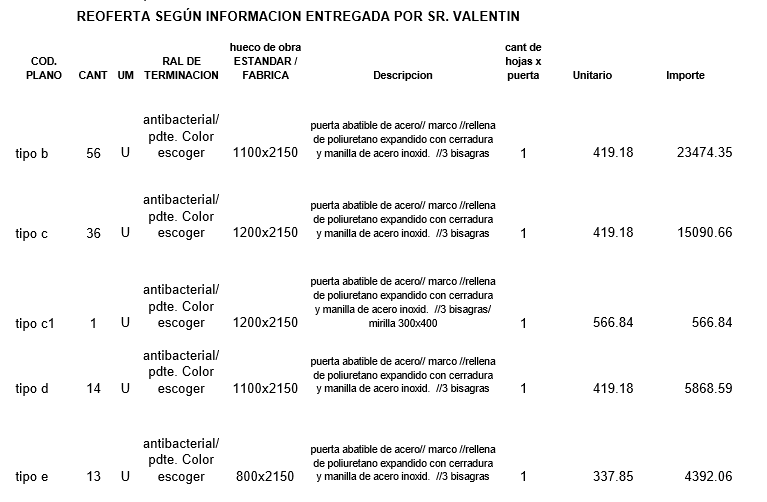 REOFERTA SEGÚN INFORMACION ENTREGADA POR SR. VALENTIN
COD. PLANO CANT UM RAL DE TERMINACION hueco de obra ESTANDAR / FABRICA Descripcion cant de hojas x puerta Unitario Importe
antibacterial/
pdte. Color
puerta abatible de acero// marco //rellena
de poliuretano expandido con cerradura
tipo b 56 U escoger 1100x2150 y manilla de acero inoxid. //3 bisagras 1 419.18 23474.35
antibacterial/
pdte. Color
puerta abatible de acero// marco //rellena
de poliuretano expandido con cerradura
tipo c 36 U escoger 1200x2150 y manilla de acero inoxid. //3 bisagras 1 419.18 15090.66
puerta abatible de acero// marco //rellena
antibacterial/
de poliuretano expandido con cerradura
pdte. Color
y manilla de acero inoxid. //3 bisagras/
tipo c1 1 U escoger 1200x2150 mirilla 300x400 1 566.84 566.84
antibacterial/
pdte. Color
puerta abatible de acero// marco //rellena
de poliuretano expandido con cerradura
tipo d 14 U escoger 1100x2150 y manilla de acero inoxid. //3 bisagras 1 419.18 5868.59
antibacterial/
pdte. Color
puerta abatible de acero// marco //rellena
de poliuretano expandido con cerradura
tipo e 13 U escoger 800x2150 y manilla de acero inoxid. //3 bisagras 1 337.85 4392.06